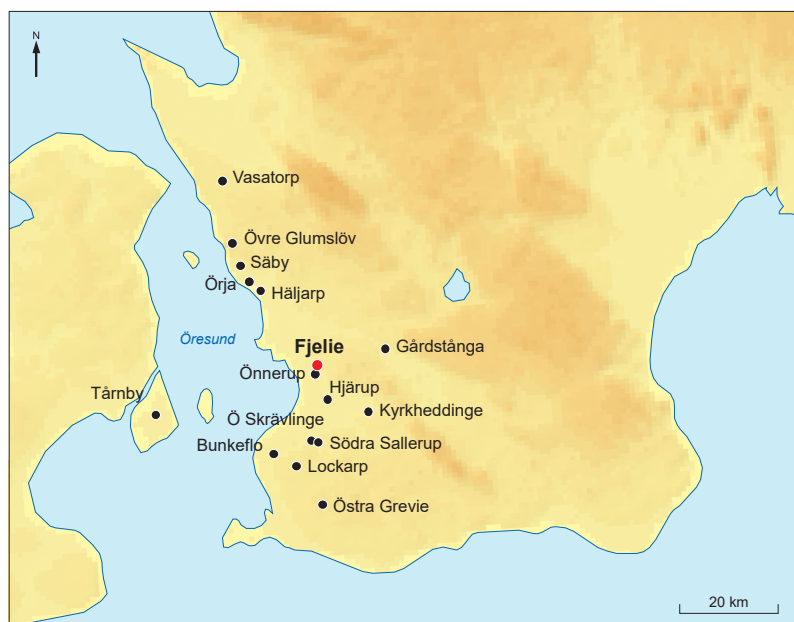 N
Vasatorp
Övre Glumslöv
Säby
Örja
Häljarp
Öresund
Fjelie
Gårdstånga
Önnerup
Hjärup
Tårnby
Kyrkheddinge
Ö Skrävlinge
Bunkeflo
Södra Sallerup
Lockarp
Östra Grevie
20 km